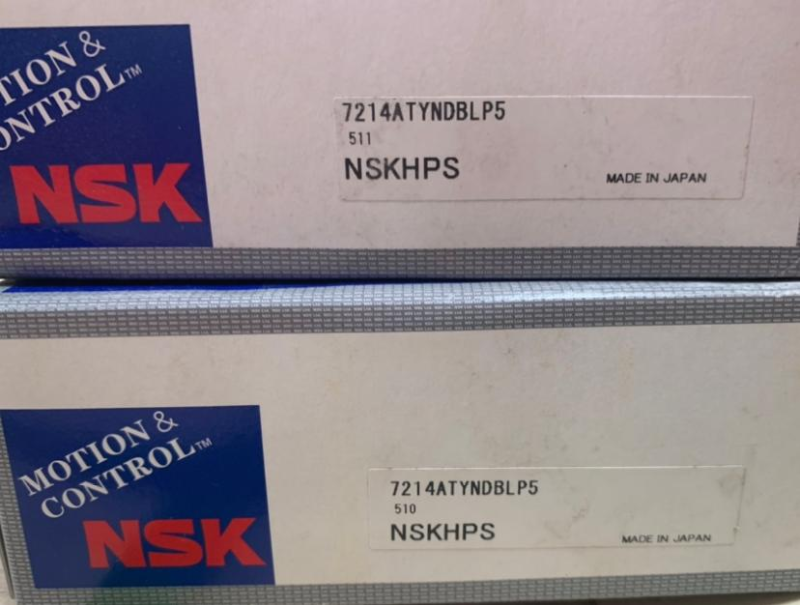 TION &
ONTROL™
NSK
7214ATYNDBLP5
511
NSKHPS
MADE IN JAPAN
MOTION &
CONTROL™
NSK
7214ATYNDBLP5
510
NSKHPS
MADE IN JAPAN